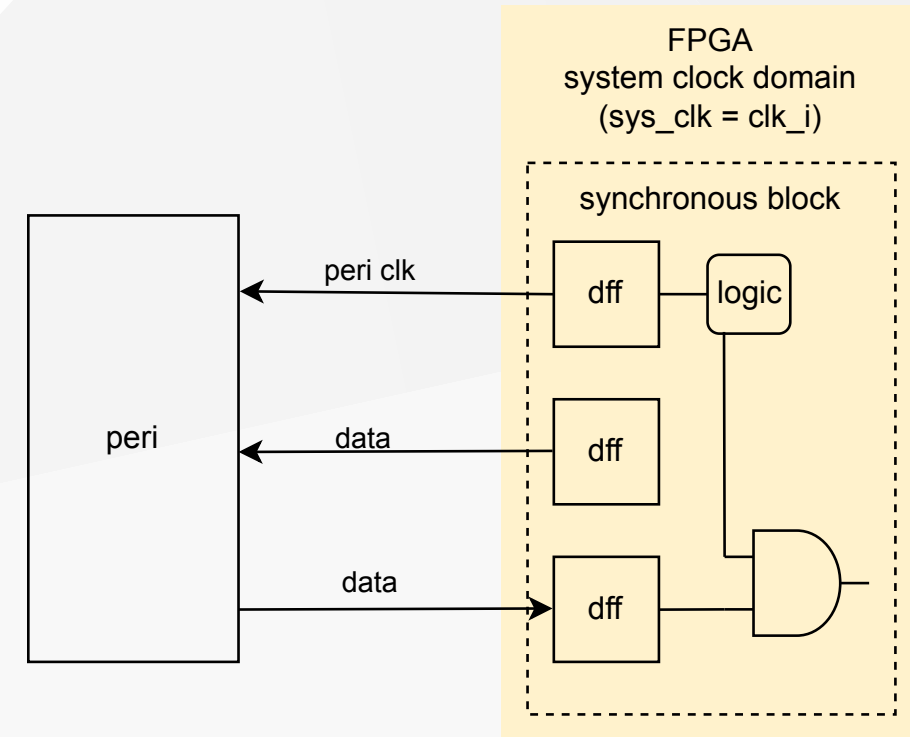 FPGA
system clock domain
(sys_clk = clk_i)
synchronous block
peri clk
dff
logic
peri
data
dff
data
dff